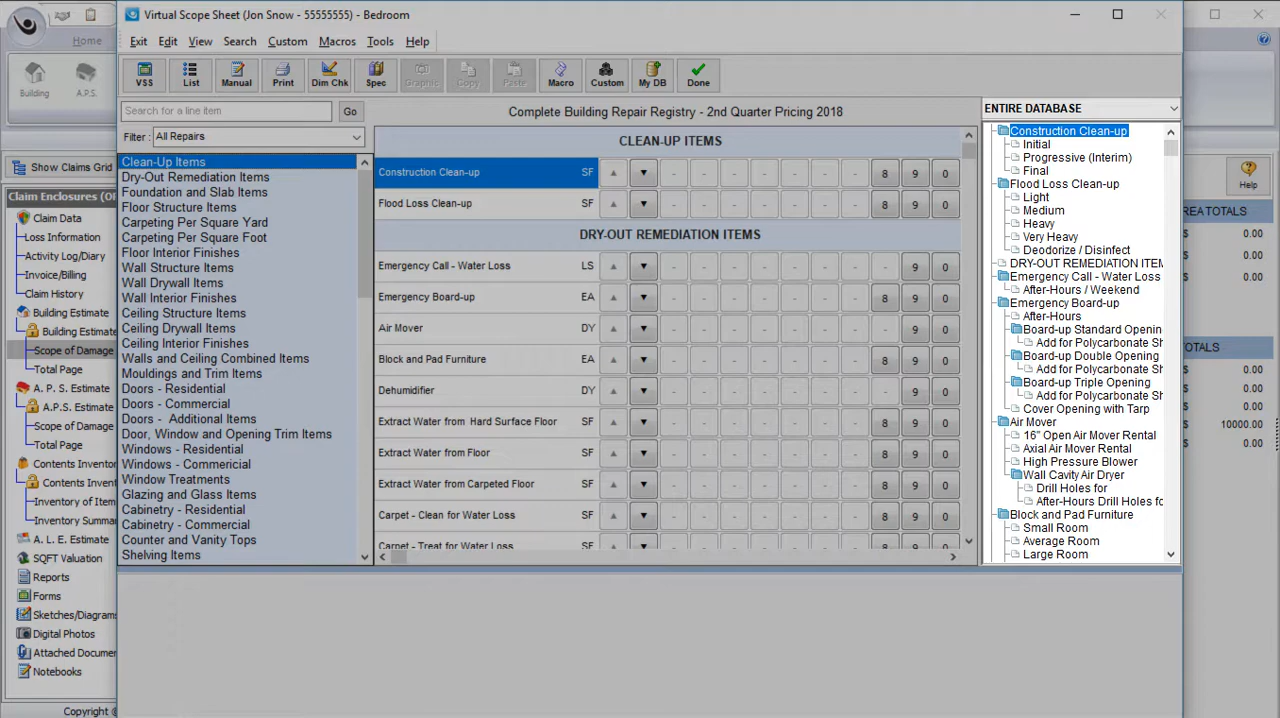 Virtual Scope Sheet (Jon Snow - 55555555) - Bedroom
Home
Exit Edit View Search Custom Macros Tools Help
Building A.P.S.
VSS List Manual Print Dim Chk Spec Graphic Copy Paste Macro Custom My DB Done
Search for a line item Go
Complete Building Repair Registry - 2nd Quarter Pricing 2018
ENTIRE DATABASE
Filter : All Repairs
Show Claims Grid
Help
Claim Enclosures (OP
Claim Data
Loss Information
Activity Log/Diary
Invoice/Billing
Claim History
Building Estimate
Building Estimate
Scope of Damage
Total Page
A. P. S. Estimate
A.P.S. Estimate
Scope of Damage
Total Page
Contents Inventor
Contents Invent
Inventory of Item
Inventory Summa
A. L. E. Estimate
SQFT Valuation
Reports
Forms
Sketches/Diagrams
Digital Photos
Attached Documen
Notebooks
Copyright
Clean-Up Items
Dry-Out Remediation Items
Foundation and Slab Items
Floor Structure Items
Carpeting Per Square Yard
Carpeting Per Square Foot
Floor Interior Finishes
Wall Structure Items
Wall Drywall Items
Wall Interior Finishes
Ceiling Structure Items
Ceiling Drywall Items
Ceiling Interior Finishes
Walls and Ceiling Combined Items
Mouldings and Trim Items
Doors - Residential
Doors - Commercial
Doors - Additional Items
Door, Window and Opening Trim Items
Windows - Residential
Windows - Commercial
Window Treatments
Glazing and Glass Items
Cabinetry - Residential
Cabinetry - Commercial
Counter and Vanity Tops
Shelving Items
CLEAN-UP ITEMS
Construction Clean-up SF - - - - - - - 8 9 0
Flood Loss Clean-up SF - - - - - - - 8 9 0
DRY-OUT REMEDIATION ITEMS
Emergency Call - Water Loss LS - - - - - - - - 9 0
Emergency Board-up EA - - - - - - - 8 9 0
Air Mover DY - - - - - - - - 9 0
Block and Pad Furniture EA - - - - - - - 8 9 0
Dehumidifier DY - - - - - - - - 9 0
Extract Water from Hard Surface Floor SF - - - - - - - 8 9 0
Extract Water from Floor SF - - - - - - - 8 9 0
Extract Water from Carpeted Floor SF - - - - - - - 8 9 0
Carpet - Clean for Water Loss SF - - - - - - - 8 9 0
Carpet - Treat for Water Loss SF - - - - - - - 8 9 0
Construction Clean-up
Initial
Progressive (Interim)
Final
Flood Loss Clean-up
Light
Medium
Heavy
Very Heavy
Deodorize / Disinfect
DRY-OUT REMEDIATION ITEM
Emergency Call - Water Loss
After-Hours / Weekend
Emergency Board-up
After-Hours
Board-up Standard Openin
Add for Polycarbonate Sh
Board-up Double Opening
Add for Polycarbonate Sh
Board-up Triple Opening
Add for Polycarbonate Sh
Cover Opening with Tarp
Air Mover
16" Open Air Mover Rental
Axial Air Mover Rental
High Pressure Blower
Wall Cavity Air Dryer
Drill Holes for
After-Hours Drill Holes fo
Block and Pad Furniture
Small Room
Average Room
Large Room
REA TOTALS
$ 0.00
$ 0.00
$ 0.00
OTALS
$ 0.00
$ 0.00
$ 0.00
$ 10000.00
$ 0.00